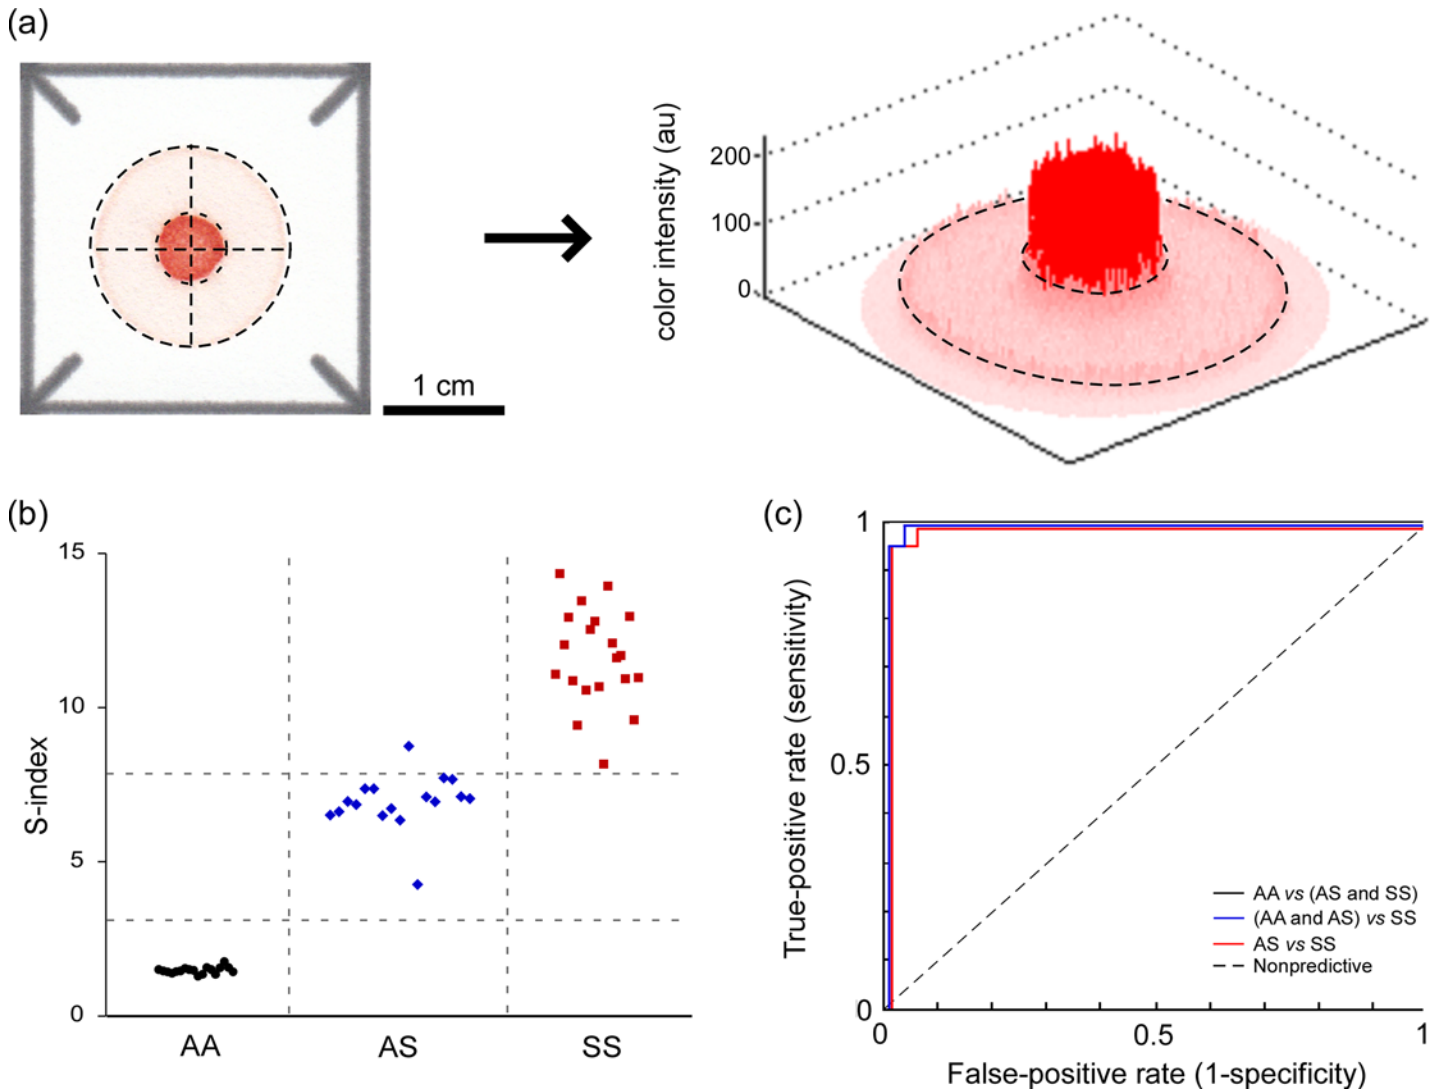 (a)
1 cm
color intensity (au)
200
100
0
(b)
S-index
15
10
5
0
AA
AS
SS
(c)
True-positive rate (sensitivity)
1
0.5
0
AA vs (AS and SS)
(AA and AS) vs SS
AS vs SS
Nonpredictive
0
0.5
1
False-positive rate (1-specificity)